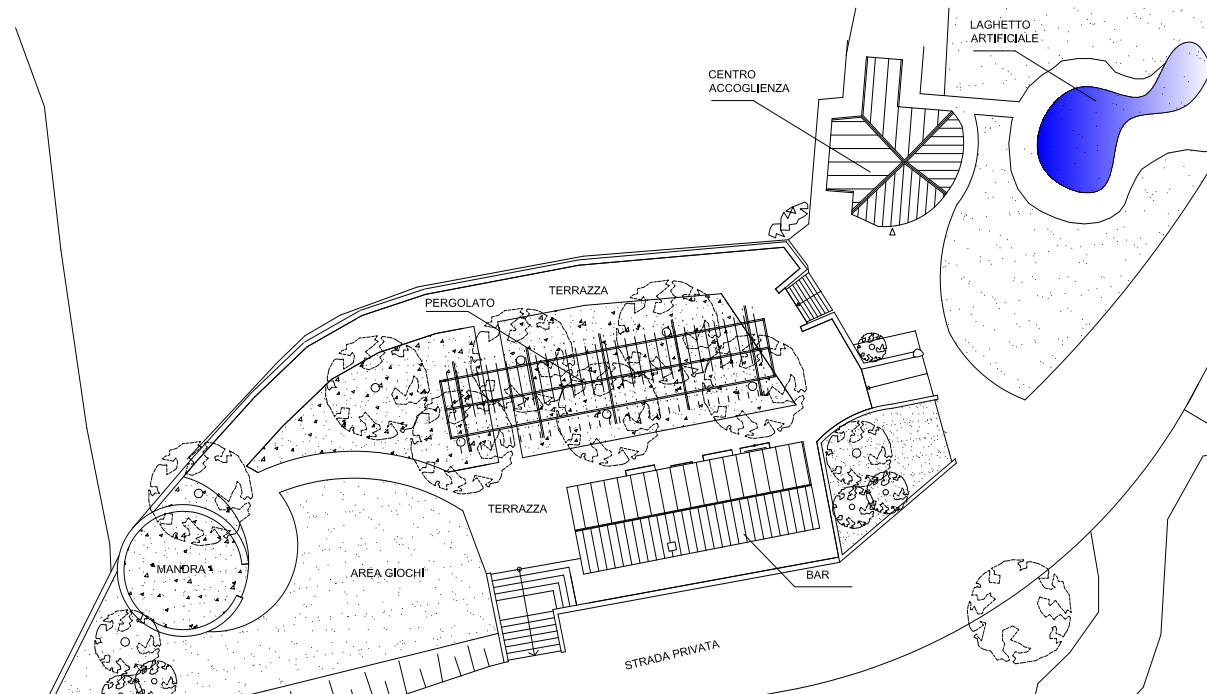 LAGHETTO
ARTIFICIALE
CENTRO
ACCOGLIENZA
TERRAZZA
PERGOLATO
TERRAZZA
MANDRA
AREA GIOCHI
BAR
STRADA PRIVATA